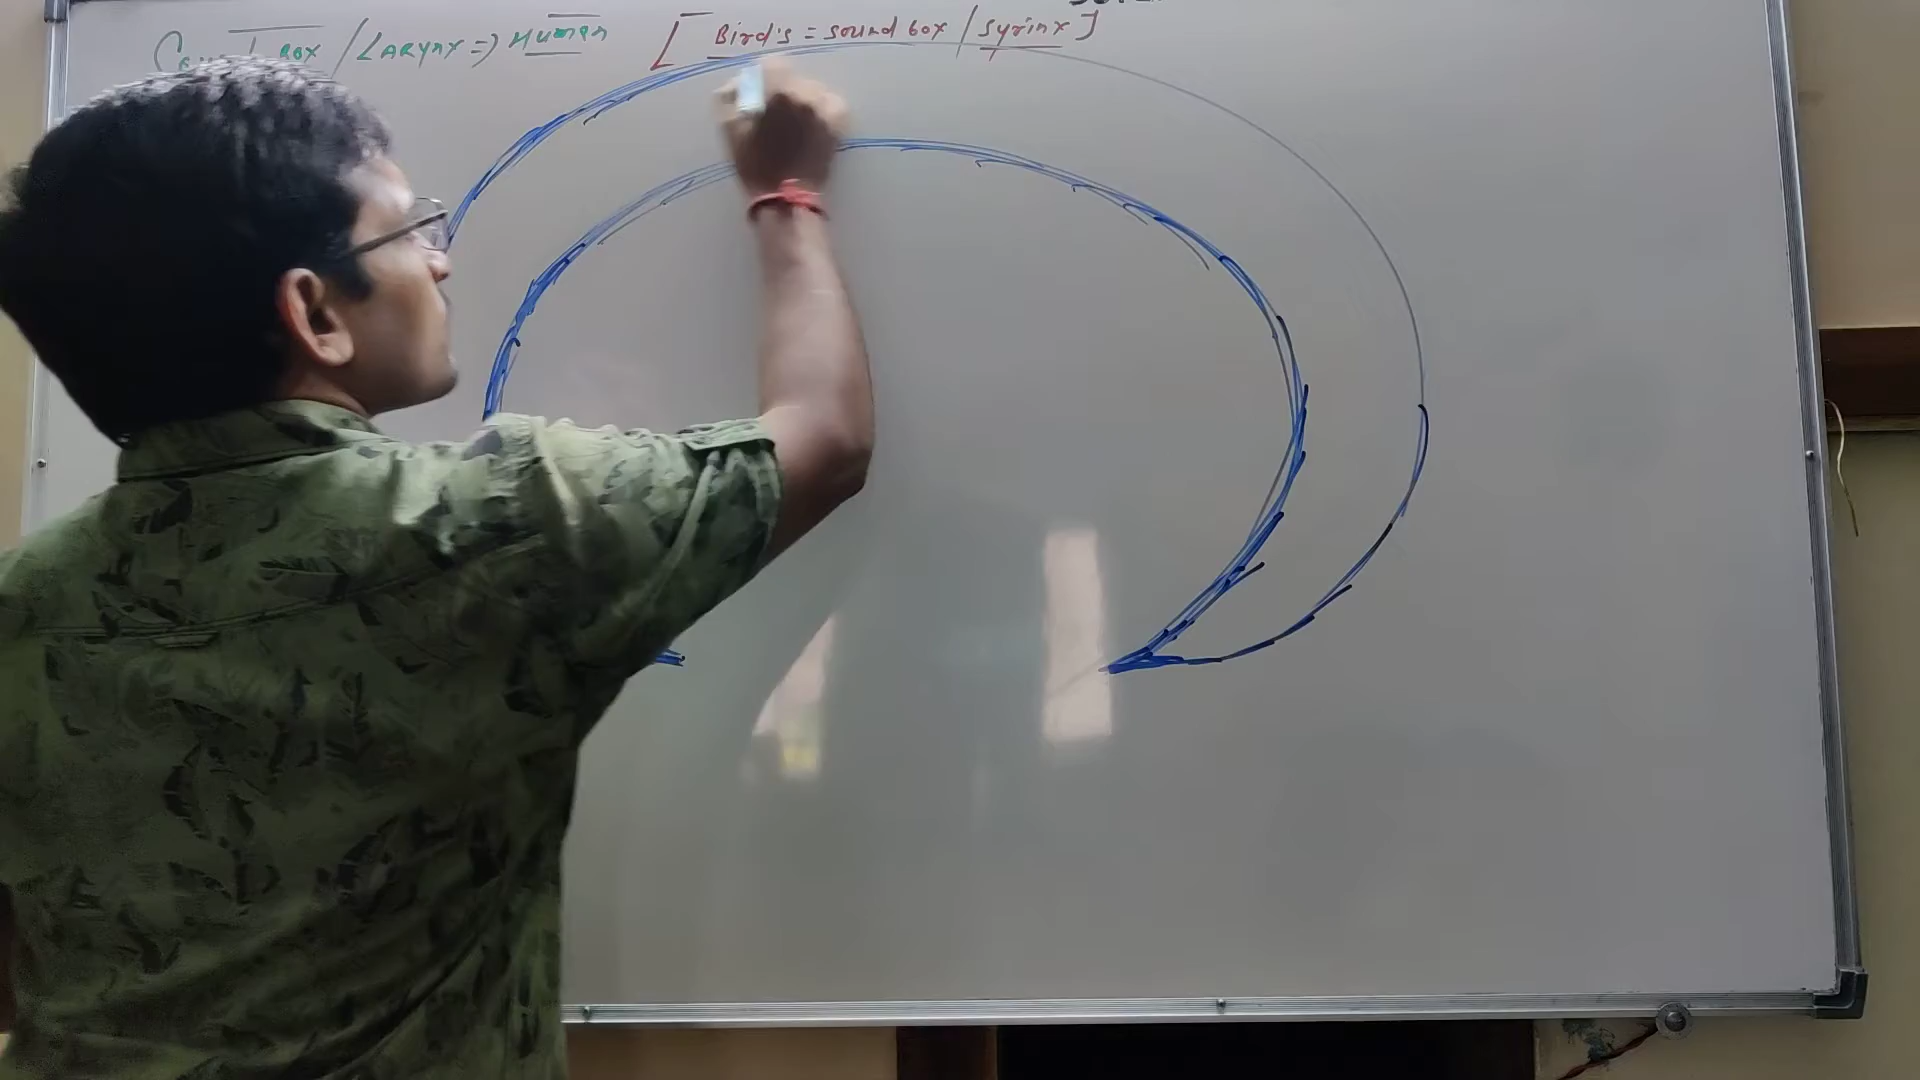 BOX / LARYNX => Human [ Bird's = sound box / Syrinx ]